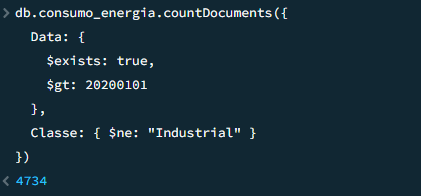 > db.consumo_energia.countDocuments({
Data: {
$exists: true,
$gt: 20200101
},
Classe: { $ne: "Industrial" }
})
< 4734